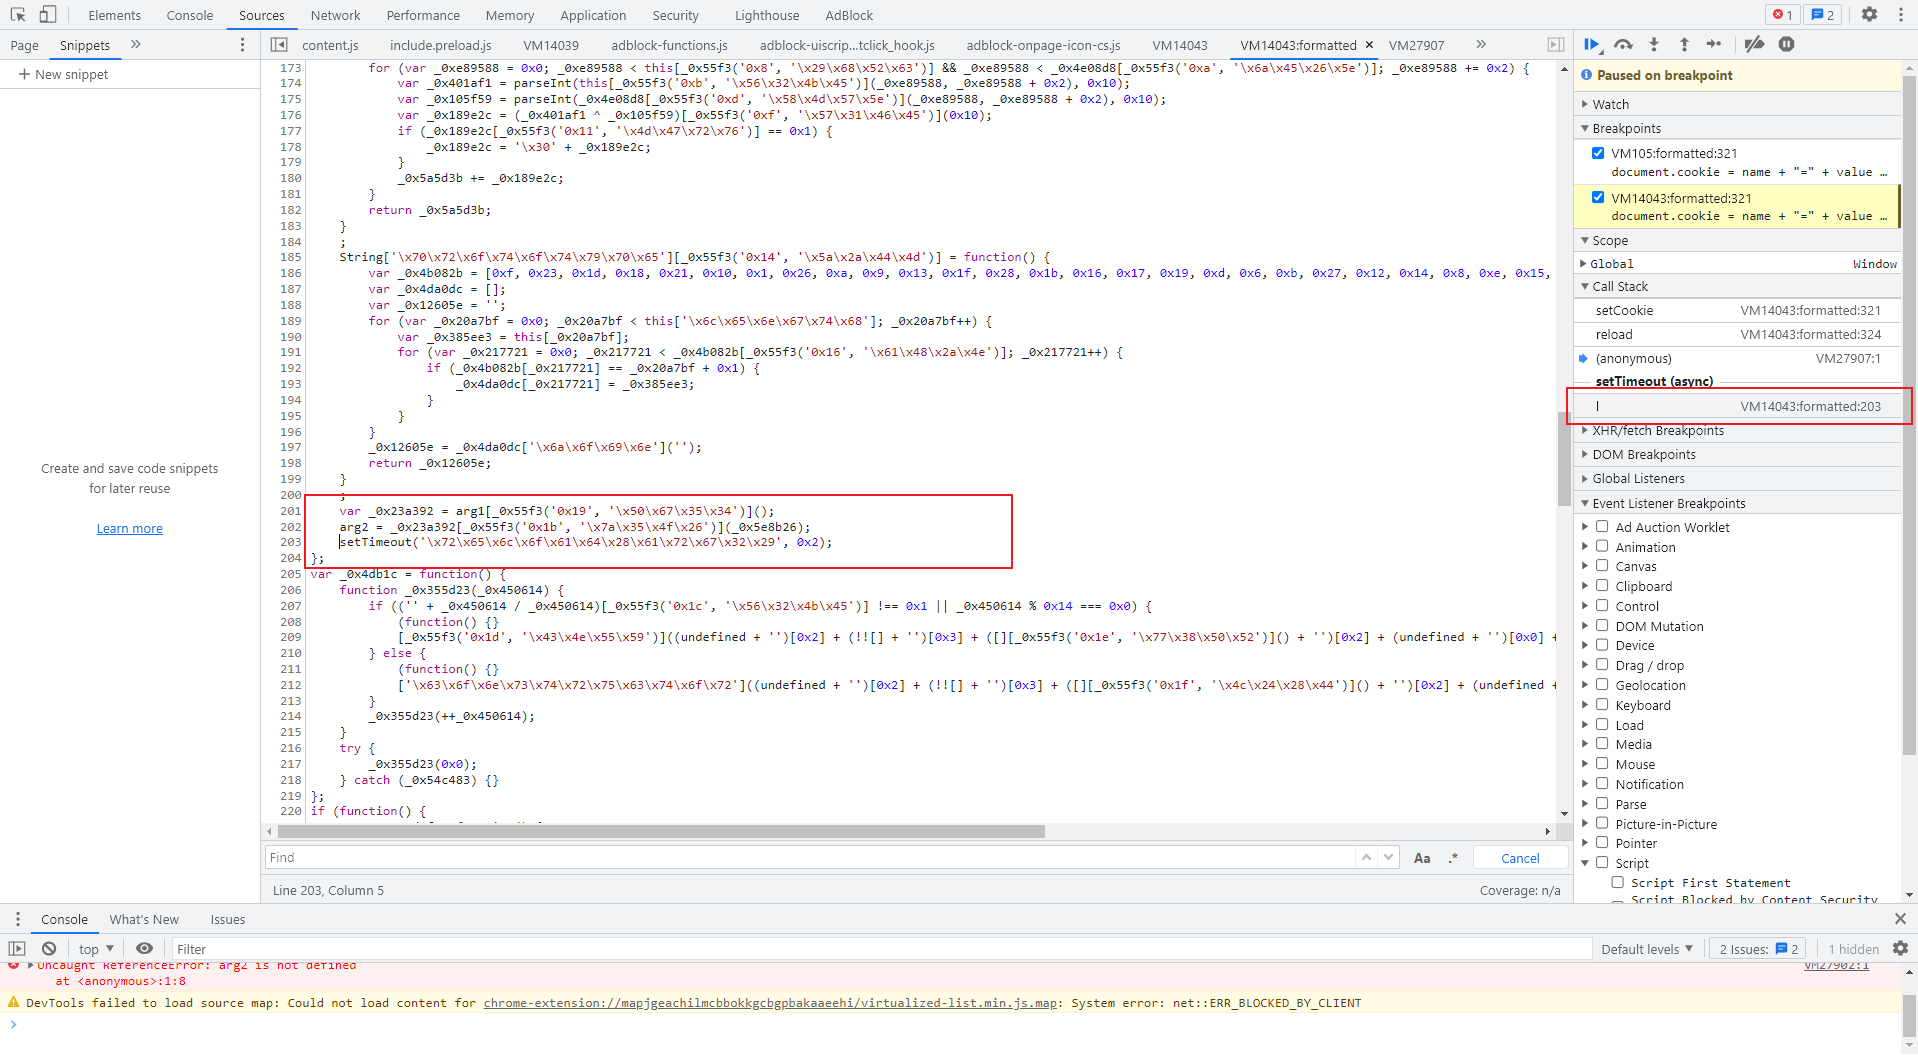 Elements Console Sources Network Performance Memory Application Security Lighthouse AdBlock 1 2
Page Snippets » content.js include.preload.js VM14039 adblock-functions.js adblock-uiscrip…tclick_hook.js adblock-onpage-icon-cs.js VM14043 VM14043:formatted × VM27907 »
+ New snippet
Create and save code snippets
for later reuse
Learn more
173 for (var _0xe89588 = 0x0; _0xe89588 < this[_0x55f3('0x8', '\x29\x68\x52\x63')] && _0xe89588 < _0x4e08d8[_0x55f3('0xa', '\x6a\x45\x26\x5e')]; _0xe89588 += 0x2) {
174 var _0x401af1 = parseInt(this[_0x55f3('0xb', '\x56\x32\x4b\x45')](_0xe89588, _0xe89588 + 0x2), 0x10);
175 var _0x105f59 = parseInt(_0x4e08d8[_0x55f3('0xd', '\x58\x4d\x57\x5e')](_0xe89588, _0xe89588 + 0x2), 0x10);
176 var _0x189e2c = (_0x401af1 ^ _0x105f59)[_0x55f3('0xf', '\x57\x31\x46\x45')](0x10);
177 if (_0x189e2c[_0x55f3('0x11', '\x4d\x47\x72\x76')] == 0x1) {
178 _0x189e2c = '\x30' + _0x189e2c;
179 }
180 _0x5a5d3b += _0x189e2c;
181 }
182 return _0x5a5d3b;
183 }
184 ;
185 String['\x70\x72\x6f\x74\x6f\x74\x79\x70\x65'][_0x55f3('0x14', '\x5a\x2a\x44\x4d')] = function() {
186 var _0x4b082b = [0xf, 0x23, 0x1d, 0x18, 0x21, 0x10, 0x1, 0x26, 0xa, 0x9, 0x13, 0x1f, 0x28, 0x1b, 0x16, 0x17, 0x19, 0xd, 0x6, 0xb, 0x27, 0x12, 0x14, 0x8, 0xe, 0x15,
187 var _0x4da0dc = [];
188 var _0x12605e = '';
189 for (var _0x20a7bf = 0x0; _0x20a7bf < this['\x6c\x65\x6e\x67\x74\x68']; _0x20a7bf++) {
190 var _0x385ee3 = this[_0x20a7bf];
191 for (var _0x217721 = 0x0; _0x217721 < _0x4b082b[_0x55f3('0x16', '\x61\x48\x2a\x4e')]; _0x217721++) {
192 if (_0x4b082b[_0x217721] == _0x20a7bf + 0x1) {
193 _0x4da0dc[_0x217721] = _0x385ee3;
194 }
195 }
196 }
197 _0x12605e = _0x4da0dc['\x6a\x6f\x69\x6e']('');
198 return _0x12605e;
199 }
200 ;
201 var _0x23a392 = arg1[_0x55f3('0x19', '\x50\x67\x35\x34')]();
202 arg2 = _0x23a392[_0x55f3('0x1b', '\x7a\x35\x4f\x26')](_0x5e8b26);
203 setTimeout('\x72\x65\x6c\x6f\x61\x64\x28\x61\x72\x67\x32\x29', 0x2);
204 };
205 var _0x4db1c = function() {
206 function _0x355d23(_0x450614) {
207 if (('' + _0x450614 / _0x450614)[_0x55f3('0x1c', '\x56\x32\x4b\x45')] !== 0x1 || _0x450614 % 0x14 === 0x0) {
208 (function() {}
209 [_0x55f3('0x1d', '\x43\x4e\x55\x59')]((undefined + '')[0x2] + (!![] + '')[0x3] + ([][_0x55f3('0x1e', '\x77\x38\x50\x52')]() + '')[0x2] + (undefined + '')[0x0] +
210 } else {
211 (function() {}
212 ['\x63\x6f\x6e\x73\x74\x72\x75\x63\x74\x6f\x72']((undefined + '')[0x2] + (!![] + '')[0x3] + ([][_0x55f3('0x1f', '\x4c\x24\x28\x44')]() + '')[0x2] + (undefined +
213 }
214 _0x355d23(++_0x450614);
215 }
216 try {
217 _0x355d23(0x0);
218 } catch (_0x54c483) {}
219 };
220 if (function() {
Find Aa .* Cancel
Line 203, Column 5 Coverage: n/a
Paused on breakpoint
Watch
Breakpoints
VM105:formatted:321
document.cookie = name + "=" + value …
VM14043:formatted:321
document.cookie = name + "=" + value …
Scope
Global Window
Call Stack
setCookie VM14043:formatted:321
reload VM14043:formatted:324
(anonymous) VM27907:1
setTimeout (async)
l VM14043:formatted:203
XHR/fetch Breakpoints
DOM Breakpoints
Global Listeners
Event Listener Breakpoints
Ad Auction Worklet
Animation
Canvas
Clipboard
Control
DOM Mutation
Device
Drag / drop
Geolocation
Keyboard
Load
Media
Mouse
Notification
Parse
Picture-in-Picture
Pointer
Script
Script First Statement
Script Blocked by Content Security
Console What's New Issues
top Filter Default levels 2 Issues: 2 1 hidden
Uncaught ReferenceError: arg2 is not defined VM27902:1
at <anonymous>:1:8
DevTools failed to load source map: Could not load content for chrome-extension://mapjgeachilmcbbokkgcbgpbakaaeehi/virtualized-list.min.js.map: System error: net::ERR_BLOCKED_BY_CLIENT